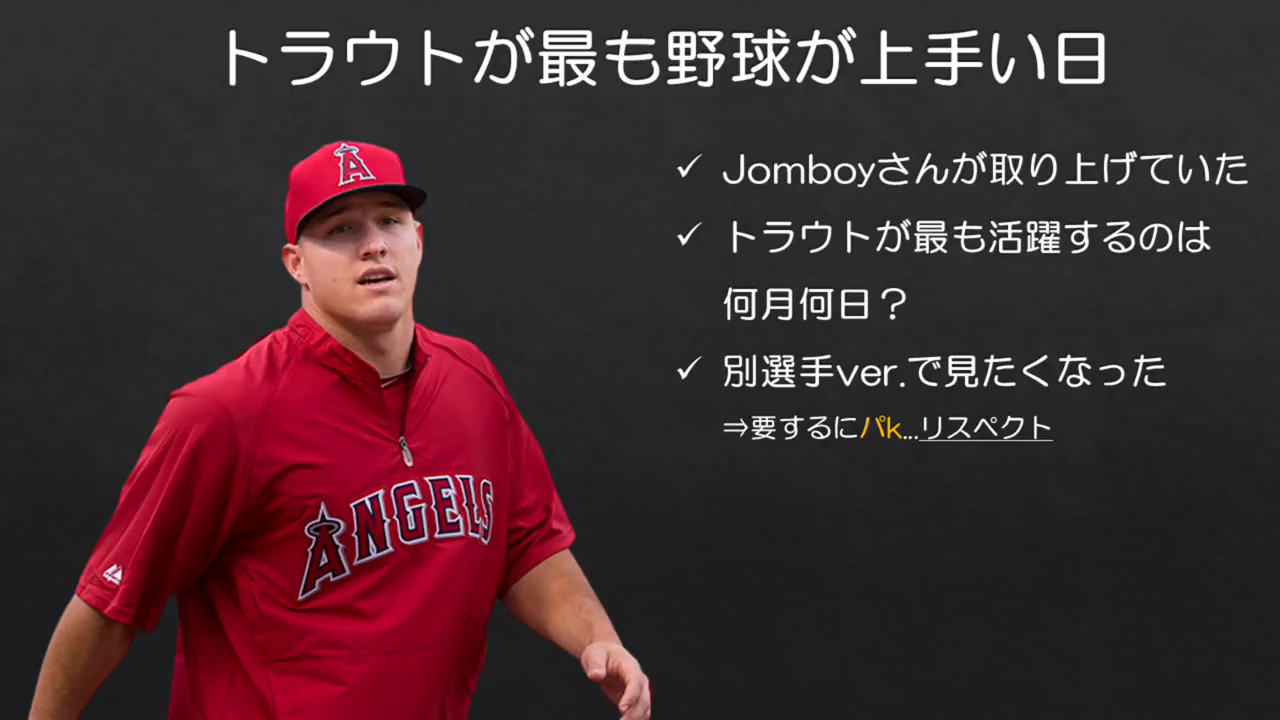 トラウトが最も野球が上手い日
✓ Jomboyさんが取り上げていた
✓ トラウトが最も活躍するのは
何月何日？
✓ 別選手ver.で見たくなった
⇒要するにパk…リスペクト
A
ANGELS